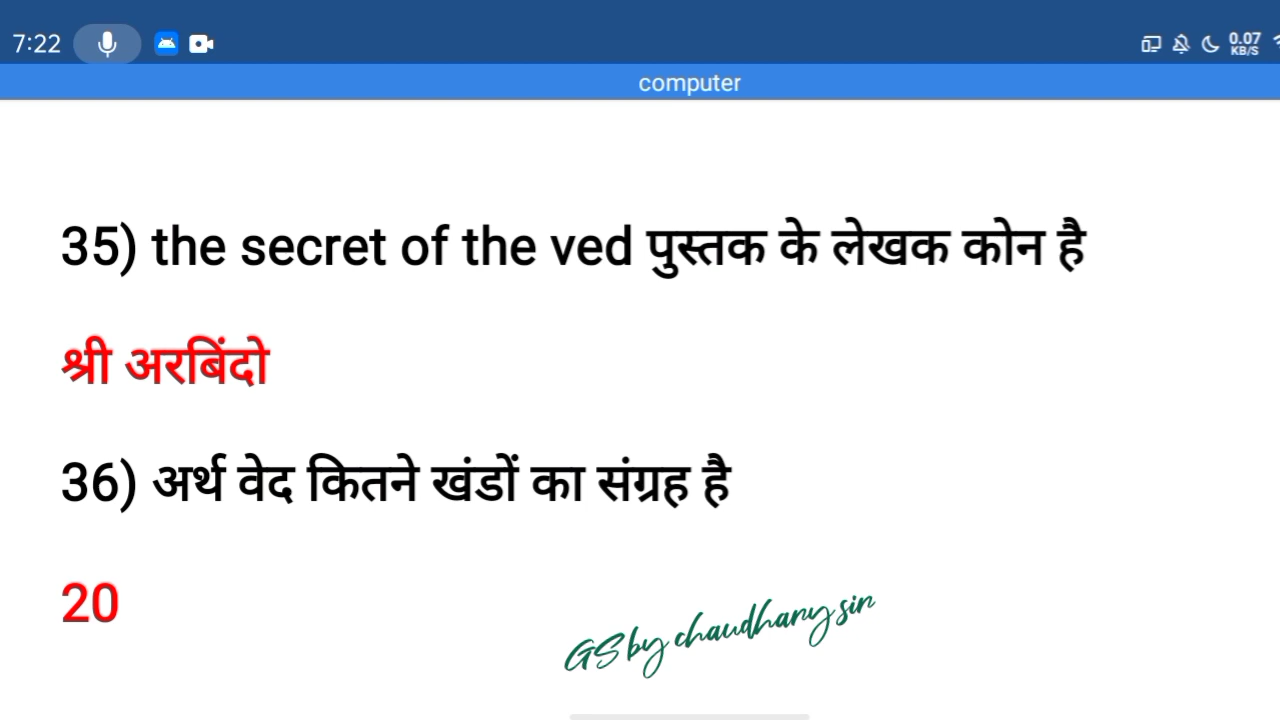 7:22
0.07
KB/S
computer
35) the secret of the ved पुस्तक के लेखक कोन है
श्री अरबिंदो
36) अर्थ वेद कितने खंडों का संग्रह है
20
GS by chaudhary sir